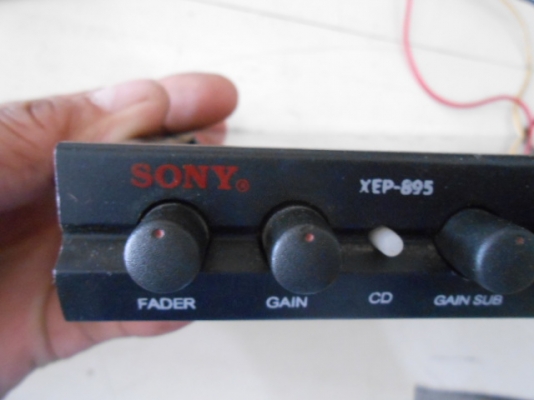 SONY®
XEP-895
FADER
GAIN
CD
GAIN SUB